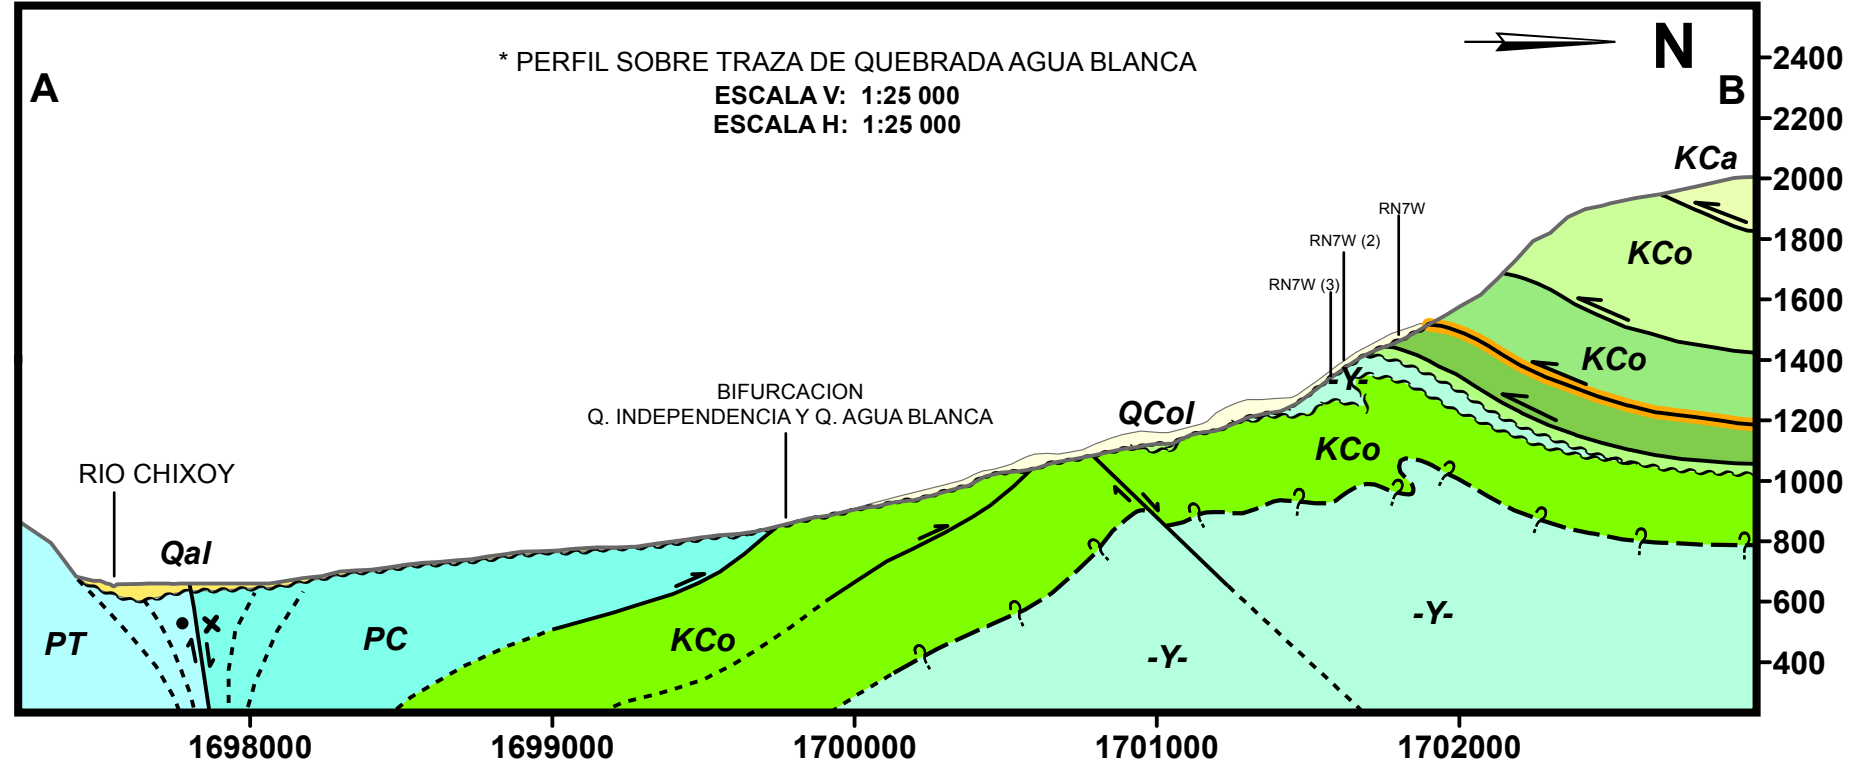 * PERFIL SOBRE TRAZA DE QUEBRADA AGUA BLANCA
ESCALA V: 1:25 000
ESCALA H: 1:25 000
A
N
B
2400
2200
2000
1800
1600
1400
1200
1000
800
600
400
KCa
RN7W
RN7W (2)
RN7W (3)
KCo
KCo
-Y-
BIFURCACION
Q. INDEPENDENCIA Y Q. AGUA BLANCA
QCol
KCo
RIO CHIXOY
Qal
? ? ? ? ? ? ? ? ? ?
PT
PC
KCo
-Y-
-Y-
1698000
1699000
1700000
1701000
1702000